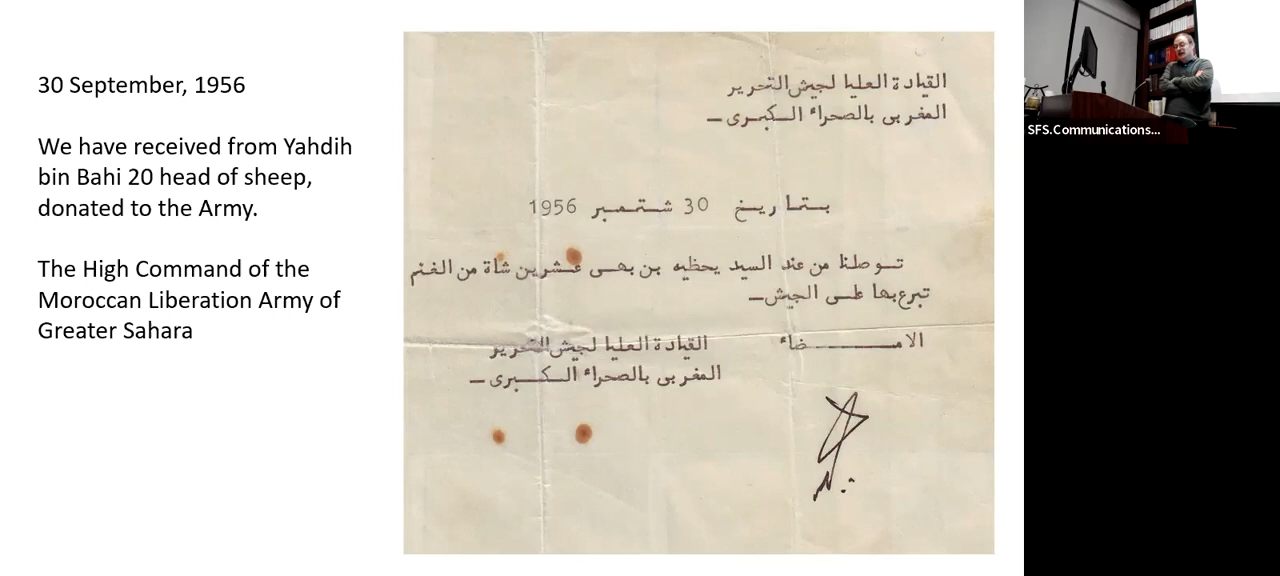 30 September, 1956
We have received from Yahdih
bin Bahi 20 head of sheep,
donated to the Army.
The High Command of the
Moroccan Liberation Army of
Greater Sahara
القيادة العليا لجيش التحرير
المغربى بالصحراء الكبرى
بتاريخ 30 شتمبر 1956
توصلنا من عند السيد يحظيه بن بهى عشرين شاة من الغنم
تبرع بها على الجيش
الامضاء
القيادة العليا لجيش التحرير
المغربى بالصحراء الكبرى
SFS.Communications...